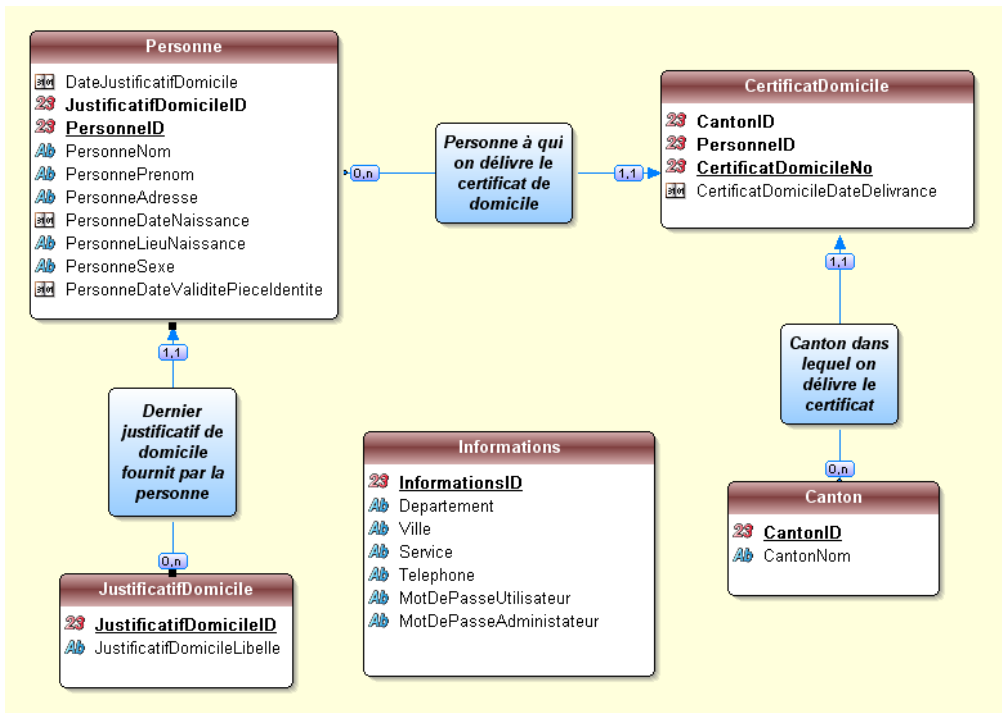 Personne
DateJustificatifDomicile
JustificatifDomicileID
PersonneID
PersonneNom
PersonnePrenom
PersonneAdresse
PersonneDateNaissance
PersonneLieuNaissance
PersonneSexe
PersonneDateValiditePieceIdentite
0,n
Personne à qui
on délivre le
certificat de
domicile
1,1
CertificatDomicile
CantonID
PersonneID
CertificatDomicileNo
CertificatDomicileDateDelivrance
1,1
Dernier
justificatif de
domicile
fournit par la
personne
0,n
JustificatifDomicile
JustificatifDomicileID
JustificatifDomicileLibelle
Informations
InformationsID
Departement
Ville
Service
Telephone
MotDePasseUtilisateur
MotDePasseAdministateur
1,1
Canton dans
lequel on
délivre le
certificat
0,n
Canton
CantonID
CantonNom